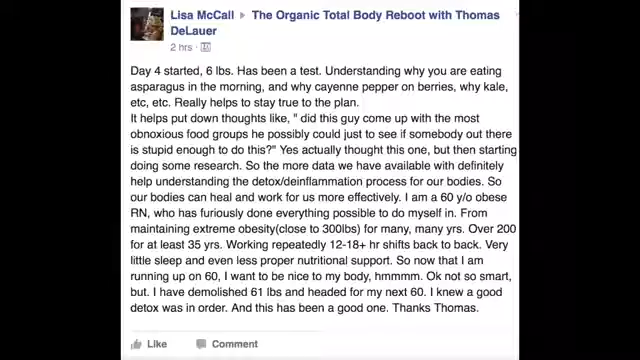 Lisa McCall ▸ The Organic Total Body Reboot with Thomas
DeLauer
2 hrs ·
Day 4 started, 6 lbs. Has been a test. Understanding why you are eating
asparagus in the morning, and why cayenne pepper on berries, why kale,
etc, etc. Really helps to stay true to the plan.
It helps put down thoughts like, " did this guy come up with the most
obnoxious food groups he possibly could just to see if somebody out there
is stupid enough to do this?" Yes actually thought this one, but then starting
doing some research. So the more data we have available with definitely
help understanding the detox/deinflammation process for our bodies. So
our bodies can heal and work for us more effectively. I am a 60 y/o obese
RN, who has furiously done everything possible to do myself in. From
maintaining extreme obesity(close to 300lbs) for many, many yrs. Over 200
for at least 35 yrs. Working repeatedly 12-18+ hr shifts back to back. Very
little sleep and even less proper nutritional support. So now that I am
running up on 60, I want to be nice to my body, hmmmm. Ok not so smart,
but. I have demolished 61 lbs and headed for my next 60. I knew a good
detox was in order. And this has been a good one. Thanks Thomas.
Like Comment